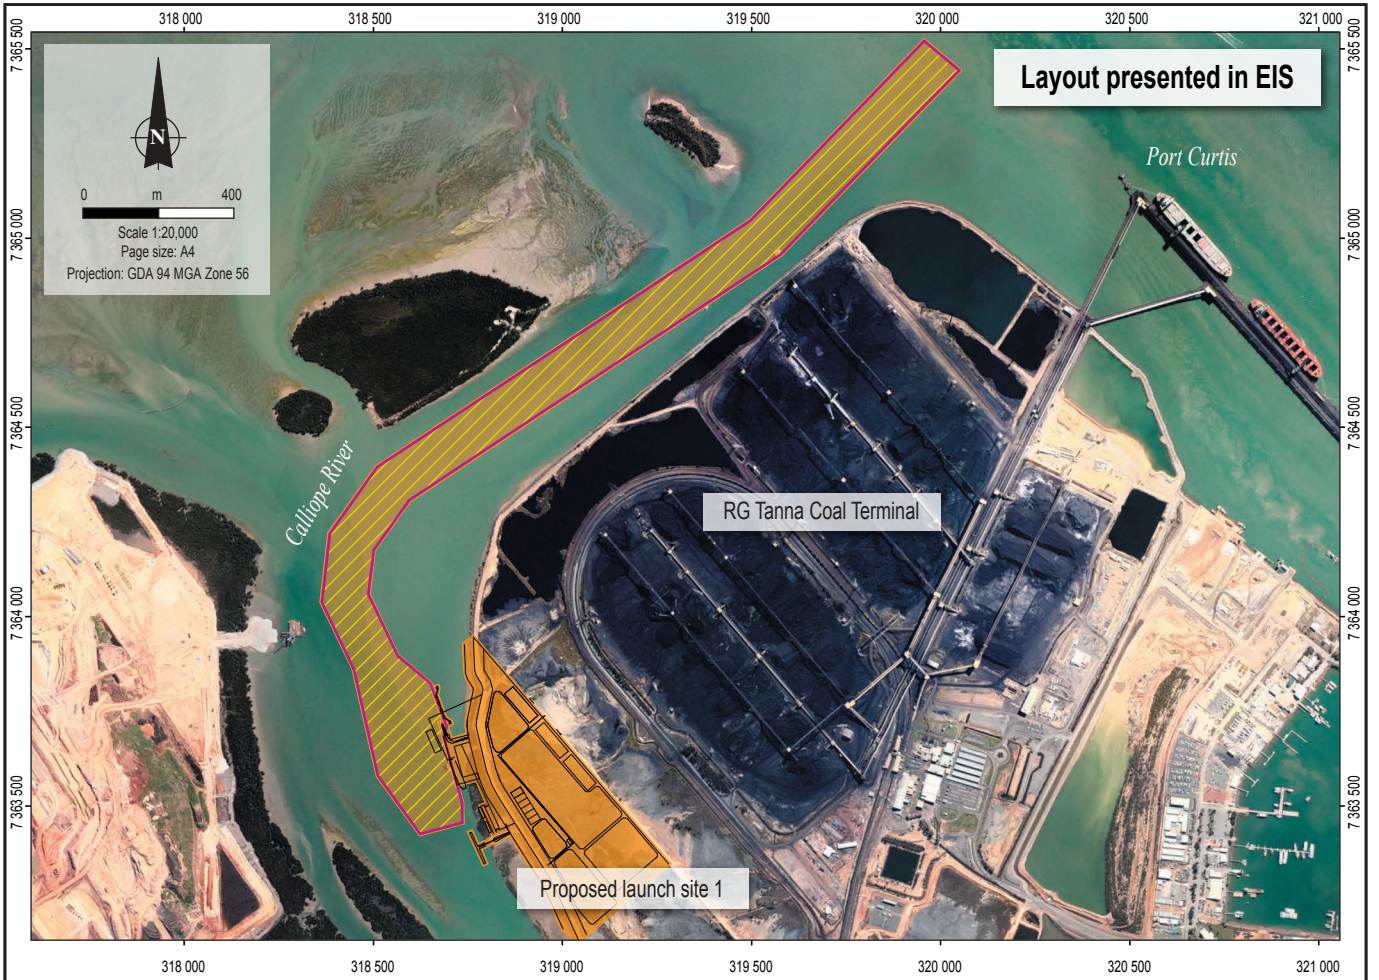 318 000
318 500
319 000
319 500
320 000
320 500
321 000
7 365 500
7 365 500
Layout presented in EIS
N
0 m 400
Scale 1:20,000
Page size: A4
Projection: GDA 94 MGA Zone 56
Port Curtis
7 365 000
7 365 000
7 364 500
7 364 500
Calliope River
RG Tanna Coal Terminal
7 364 000
7 364 000
7 363 500
7 363 500
Proposed launch site 1
318 000
318 500
319 000
319 500
320 000
320 500
321 000